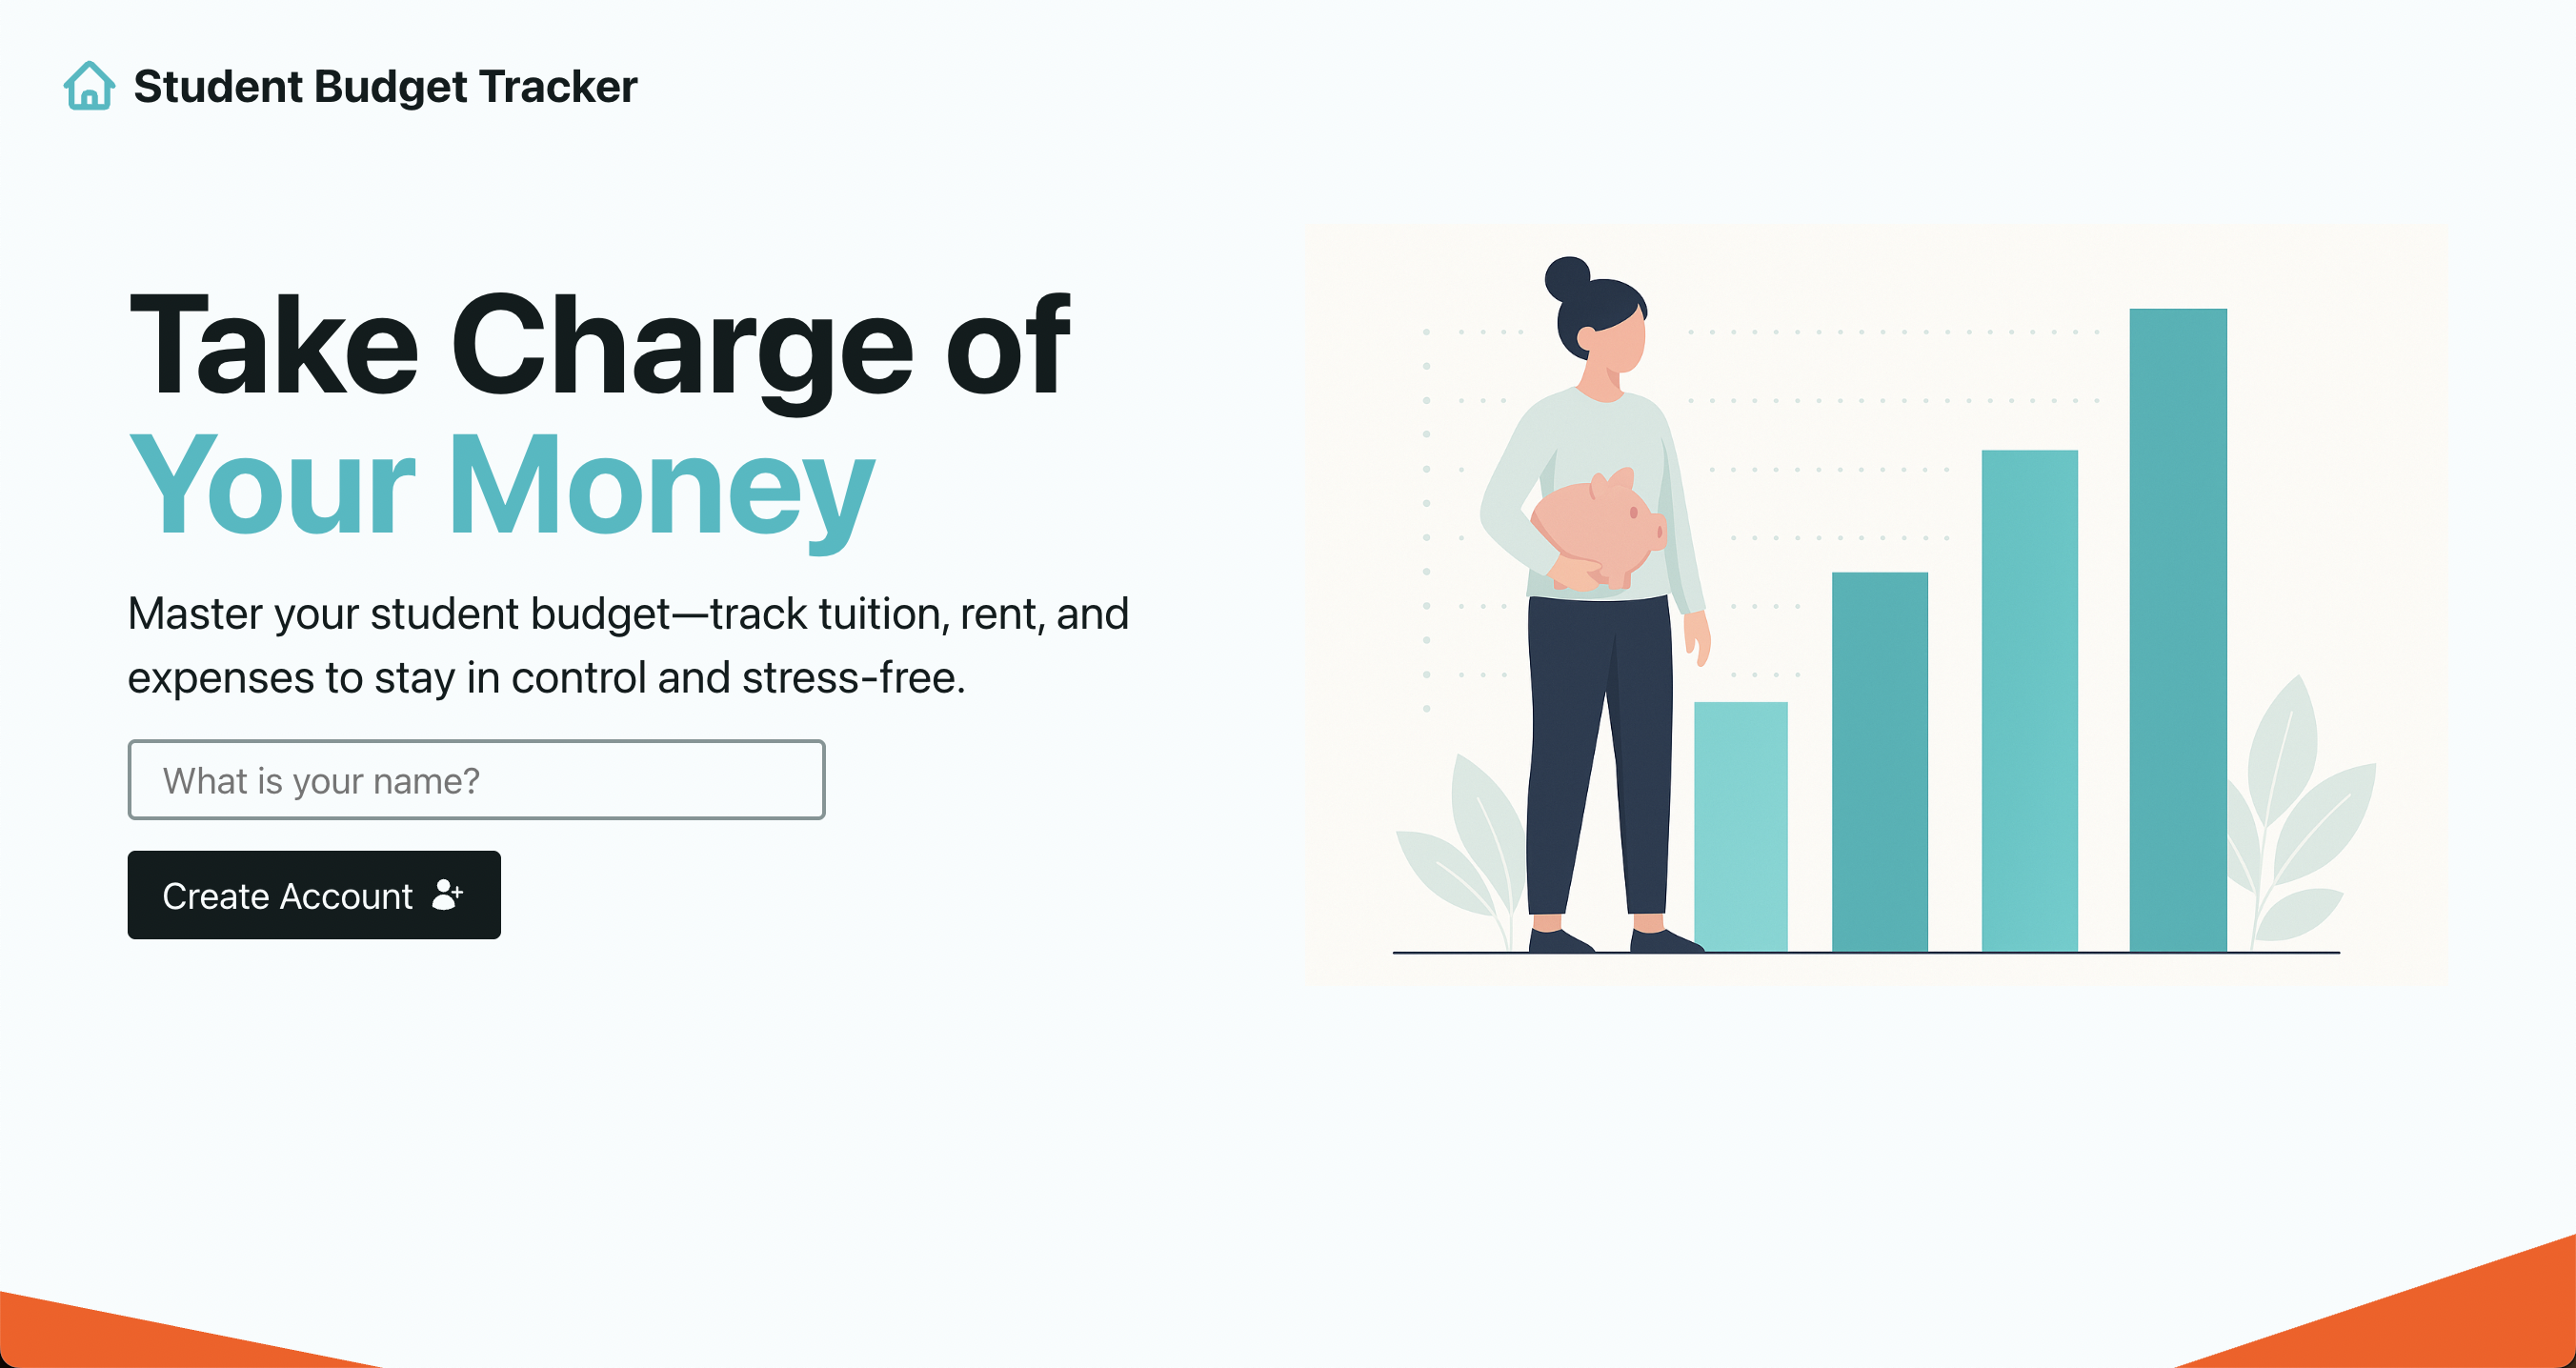 Student Budget Tracker
Take Charge of
Your Money
Master your student budget—track tuition, rent, and
expenses to stay in control and stress-free.
What is your name?
Create Account